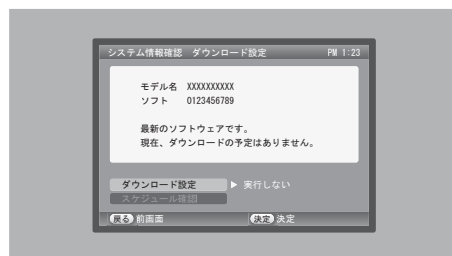 システム情報確認 ダウンロード設定 PM 1:23
モデル名 XXXXXXXXXX
ソフト 0123456789
最新のソフトウェアです。
現在、ダウンロードの予定はありません。
ダウンロード設定 ▶ 実行しない
スケジュール確認
戻る 前画面 決定 決定